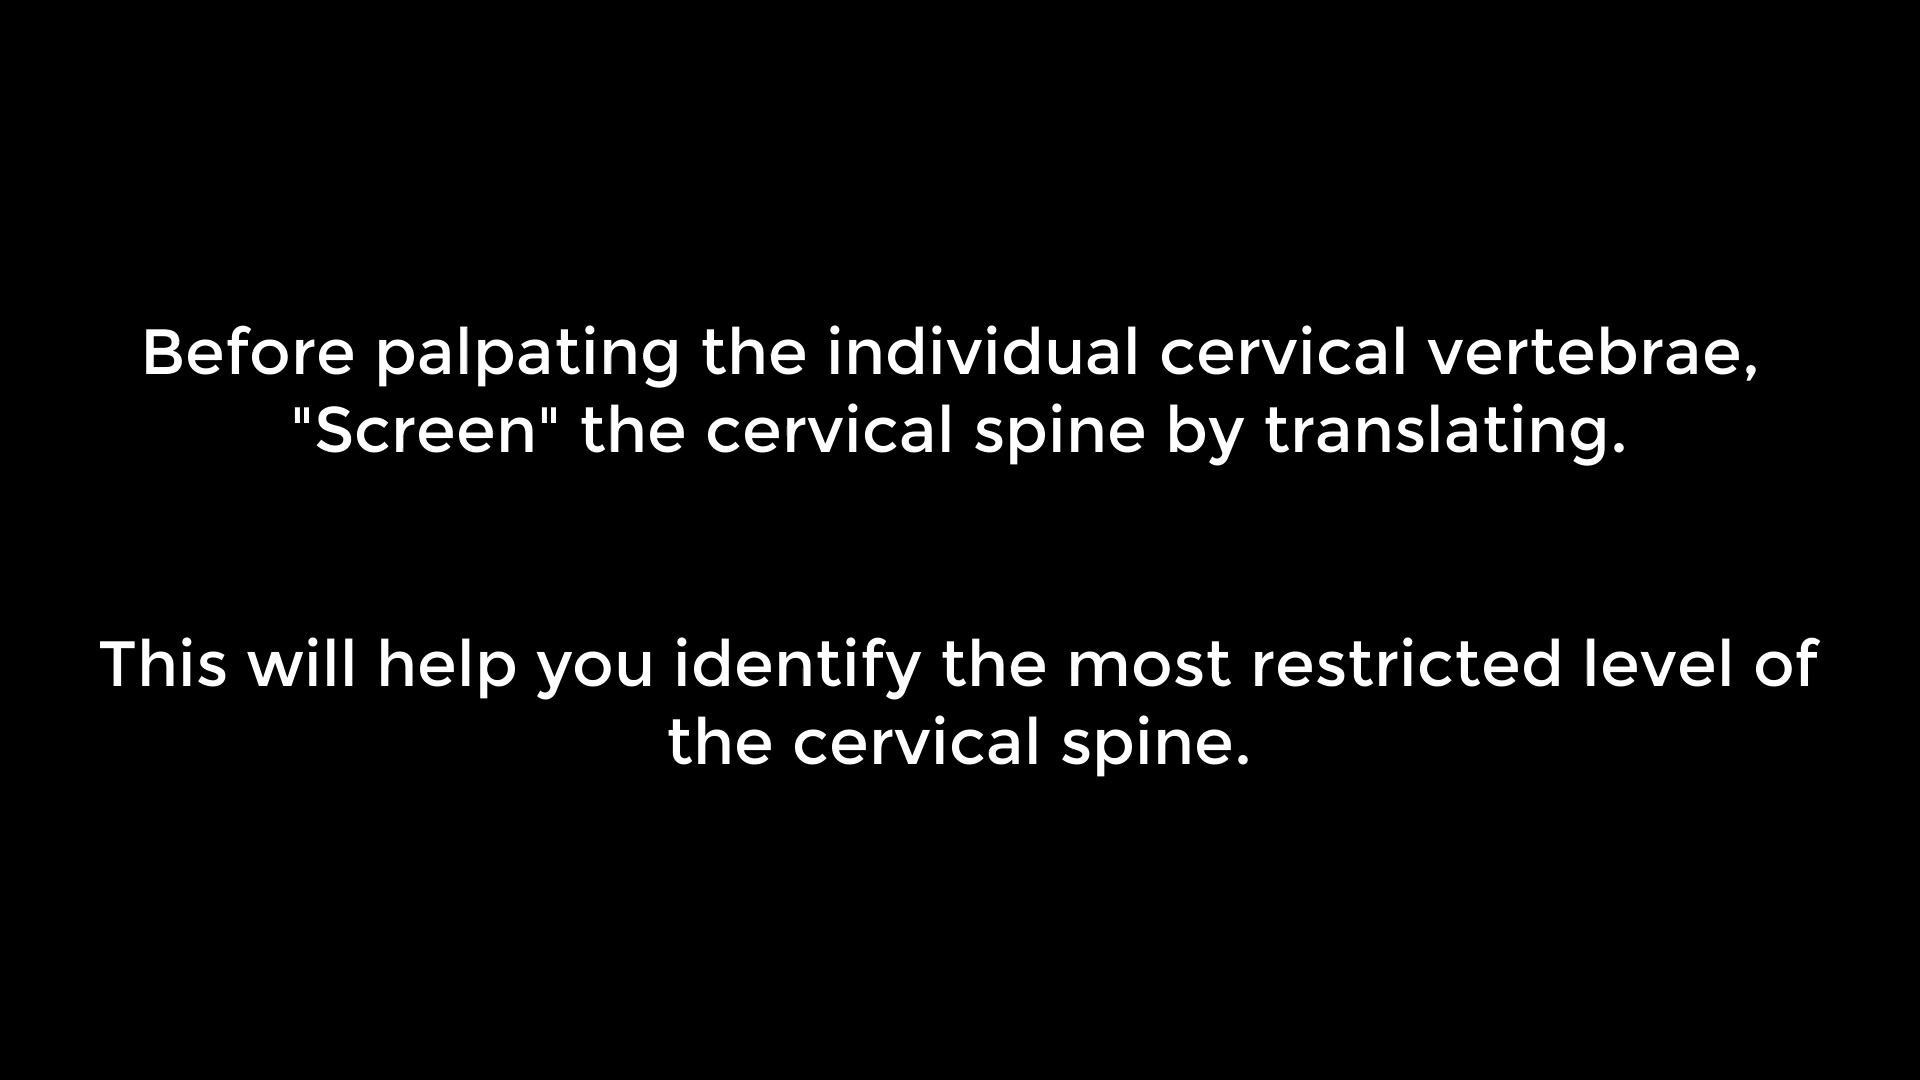 Before palpating the individual cervical vertebrae,
"Screen" the cervical spine by translating.
This will help you identify the most restricted level of
the cervical spine.